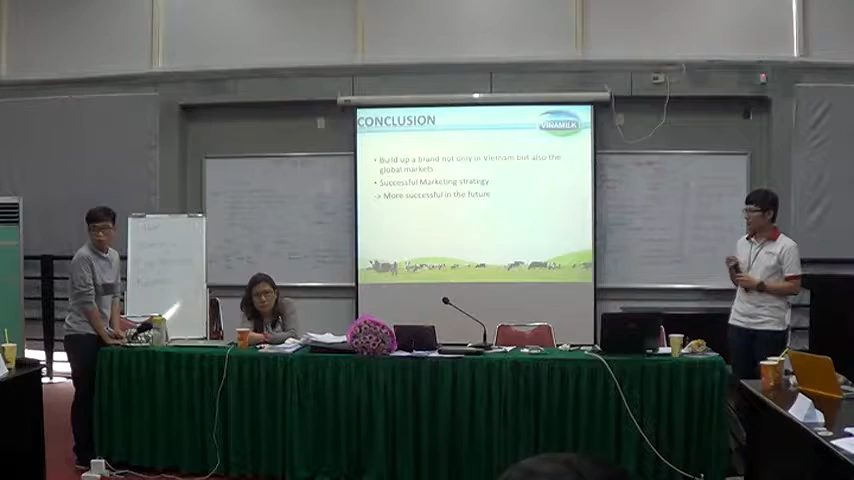 CONCLUSION
VINAMILK
• Build up a brand not only in Vietnam but also the
global markets
• Successful Marketing strategy
-> More successful in the future